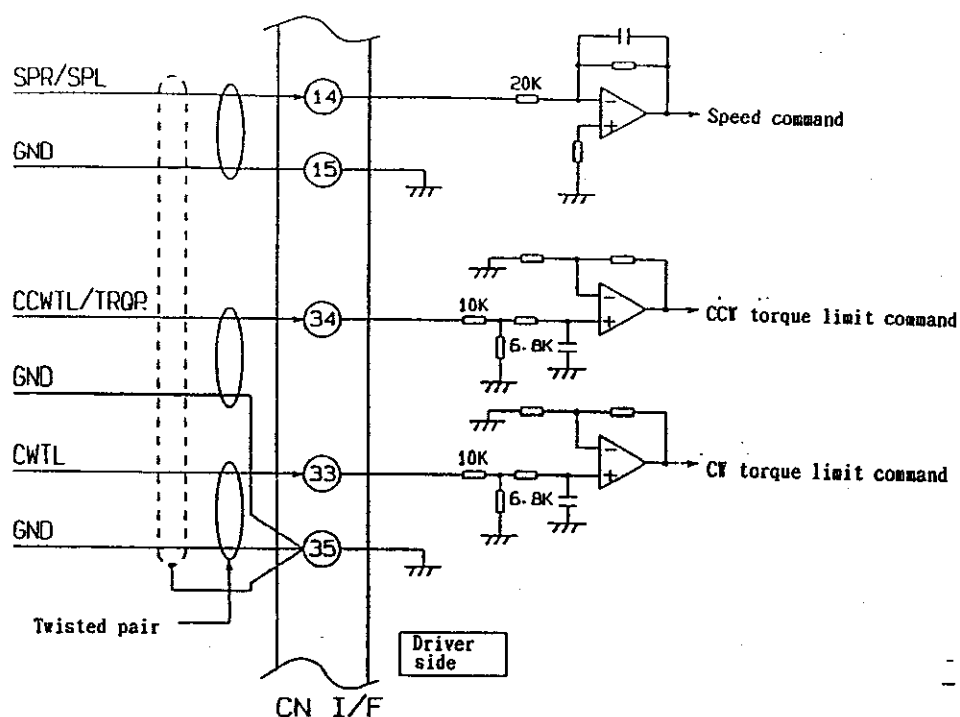 SPR/SPL
14
20K
Speed command
GND
15
CCWTL/TRQP
34
10K
6.8K
CCW torque limit command
GND
CWTL
33
10K
6.8K
CW torque limit command
GND
35
Twisted pair
Driver
side
CN I/F